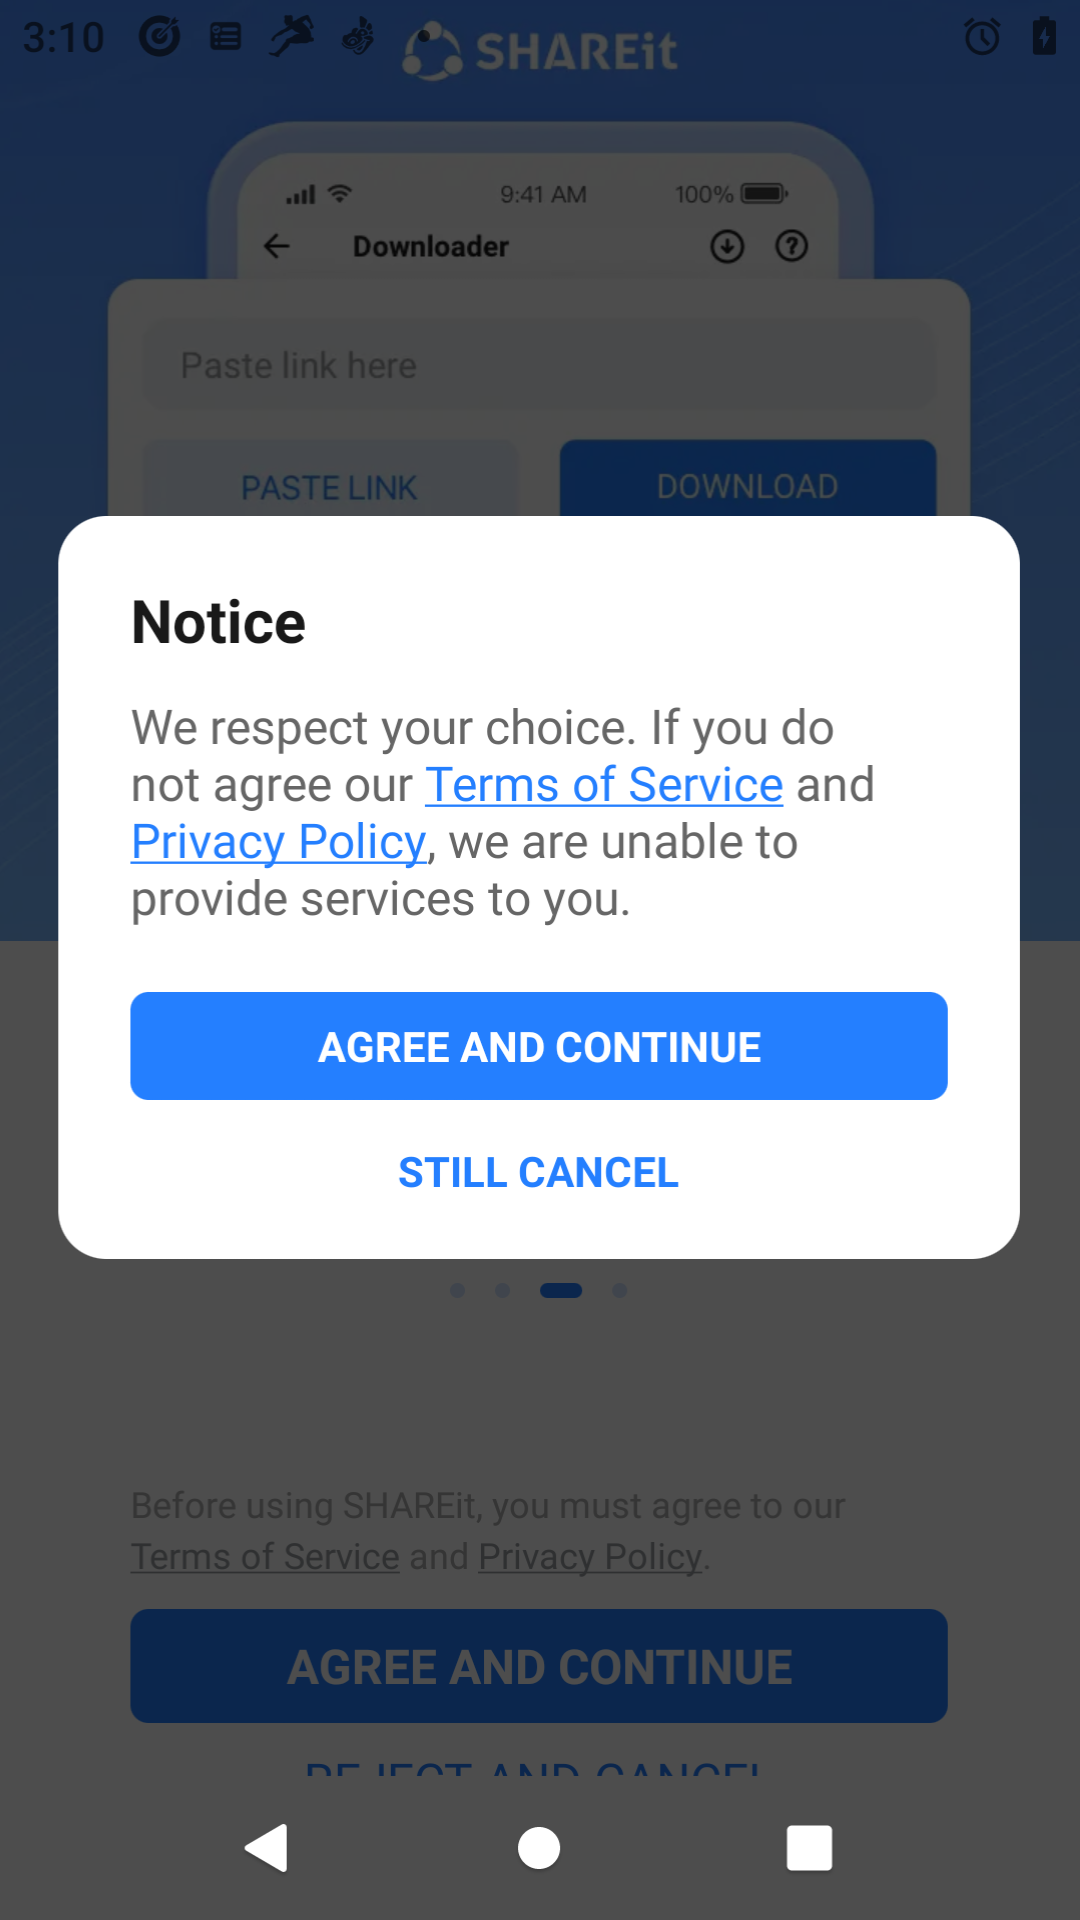 3:10
SHAREit
9:41 AM 100%
Downloader
Paste link here
PASTE LINK DOWNLOAD
Notice
We respect your choice. If you do
not agree our Terms of Service and
Privacy Policy, we are unable to
provide services to you.
AGREE AND CONTINUE
STILL CANCEL
Before using SHAREit, you must agree to our
Terms of Service and Privacy Policy.
AGREE AND CONTINUE
REJECT AND CANCEL